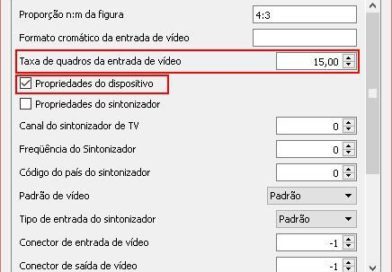 Proporção n:m da figura 4:3
Formato cromático da entrada de vídeo
Taxa de quadros da entrada de vídeo 15,00
Propriedades do dispositivo
Propriedades do sintonizador
Canal do sintonizador de TV 0
Freqüência do Sintonizador 0
Código do país do sintonizador 0
Padrão de vídeo Padrão
Tipo de entrada do sintonizador Padrão
Conector de entrada de vídeo -1
Conector de saída de vídeo -1